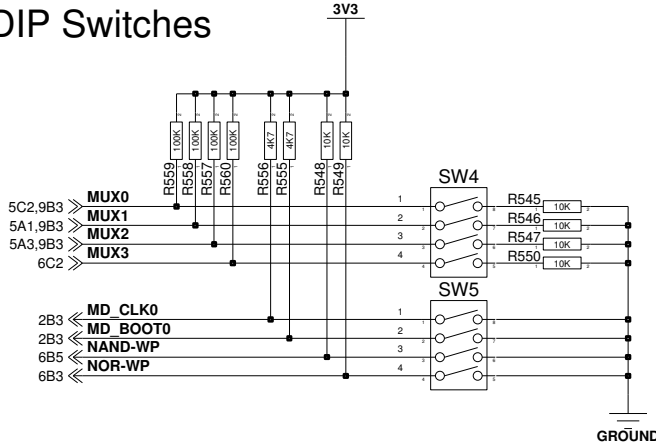 DIP Switches
3V3
100K 100K 100K 100K 4K7 4K7 10K 10K
R559 R558 R557 R560 R556 R555 R548 R549
SW4
5C2,9B3 MUX0 1 R545 10K
5A1,9B3 MUX1 2 R546 10K
5A3,9B3 MUX2 3 R547 10K
6C2 MUX3 4 R550 10K
SW5
2B3 MD_CLK0 1
2B3 MD_BOOT0 2
6B5 NAND-WP 3
6B3 NOR-WP 4
GROUND